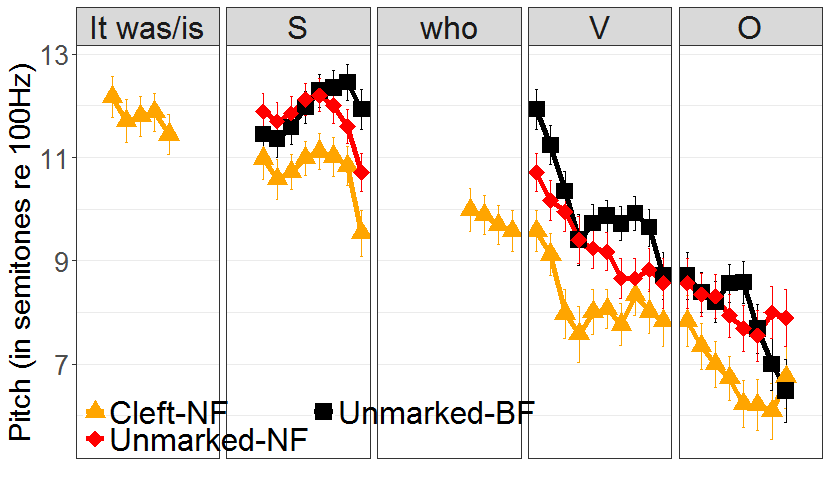 It was/is S who V O
13
11
9
7
Pitch (in semitones re 100Hz)
Cleft-NF Unmarked-BF
Unmarked-NF